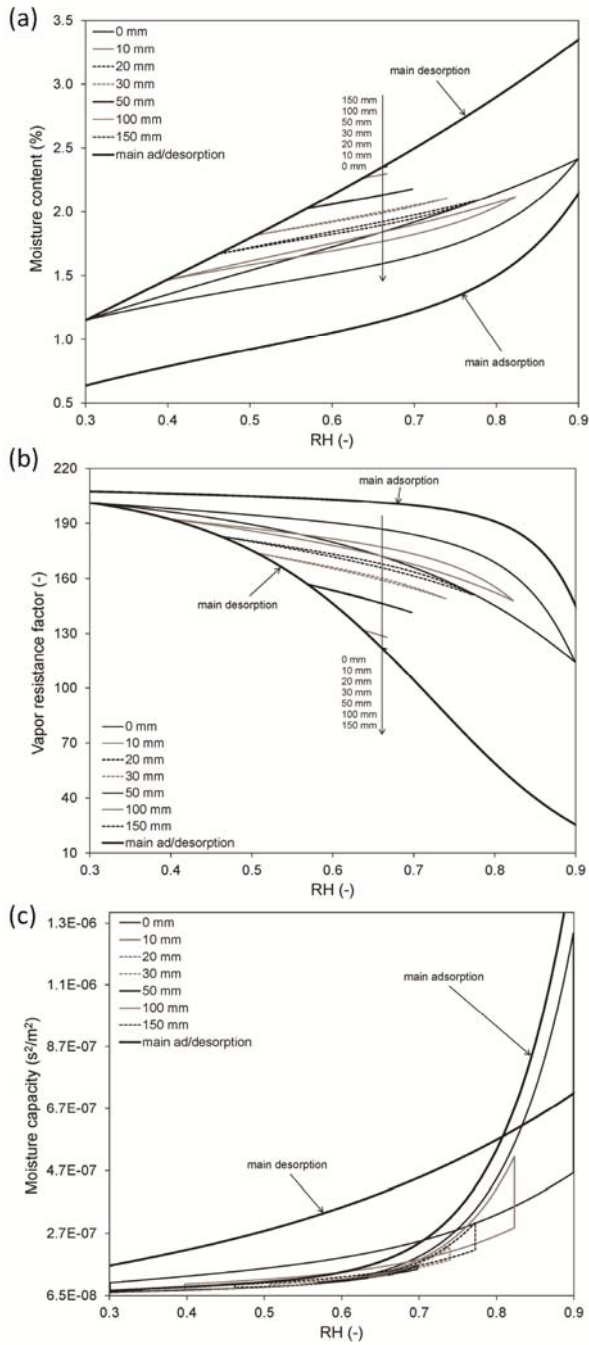 (a)
3.5
3.0
2.5
2.0
1.5
1.0
0.5
Moisture content (%)
0 mm
10 mm
20 mm
30 mm
50 mm
100 mm
150 mm
main ad/desorption
main desorption
150 mm
100 mm
50 mm
30 mm
20 mm
10 mm
0 mm
main adsorption
0.3
0.4
0.5
0.6
0.7
0.8
0.9
RH (-)
(b)
220
190
160
130
100
70
40
10
Vapor resistance factor (-)
main adsorption
main desorption
0 mm
10 mm
20 mm
30 mm
50 mm
100 mm
150 mm
0 mm
10 mm
20 mm
30 mm
50 mm
100 mm
150 mm
main ad/desorption
0.3
0.4
0.5
0.6
0.7
0.8
0.9
RH (-)
(c)
1.3E-06
1.1E-06
8.7E-07
6.7E-07
4.7E-07
2.7E-07
6.5E-08
Moisture capacity (s²/m²)
0 mm
10 mm
20 mm
30 mm
50 mm
100 mm
150 mm
main ad/desorption
main adsorption
main desorption
0.3
0.4
0.5
0.6
0.7
0.8
0.9
RH (-)